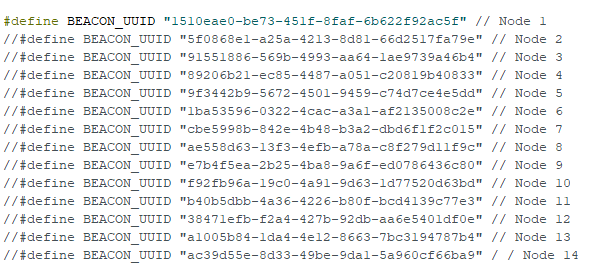 #define BEACON_UUID "1510eae0-be73-451f-8faf-6b622f92ac5f" // Node 1
//#define BEACON_UUID "5f0868e1-a25a-4213-8d81-66d2517fa79e" // Node 2
//#define BEACON_UUID "91551886-569b-4993-aa64-1ae9739a46b4" // Node 3
//#define BEACON_UUID "89206b21-ec85-4487-a051-c20819b40833" // Node 4
//#define BEACON_UUID "9f3442b9-5672-4501-9459-c74d7ce4e5dd" // Node 5
//#define BEACON_UUID "1ba53596-0322-4cac-a3a1-af2135008c2e" // Node 6
//#define BEACON_UUID "cbe5998b-842e-4b48-b3a2-dbd6f1f2c015" // Node 7
//#define BEACON_UUID "ae558d63-13f3-4efb-a78a-c8f279d11f9c" // Node 8
//#define BEACON_UUID "e7b4f5ea-2b25-4ba8-9a6f-ed0786436c80" // Node 9
//#define BEACON_UUID "f92fb96a-19c0-4a91-9d63-1d77520d63bd" // Node 10
//#define BEACON_UUID "b40b5dbb-4a36-4226-b80f-bcd4139c77e3" // Node 11
//#define BEACON_UUID "38471efb-f2a4-427b-92db-aa6e5401df0e" // Node 12
//#define BEACON_UUID "a1005b84-1da4-4e12-8663-7bc3194787b4" // Node 13
//#define BEACON_UUID "ac39d55e-8d33-49be-9da1-5a960cf66ba9" / / Node 14